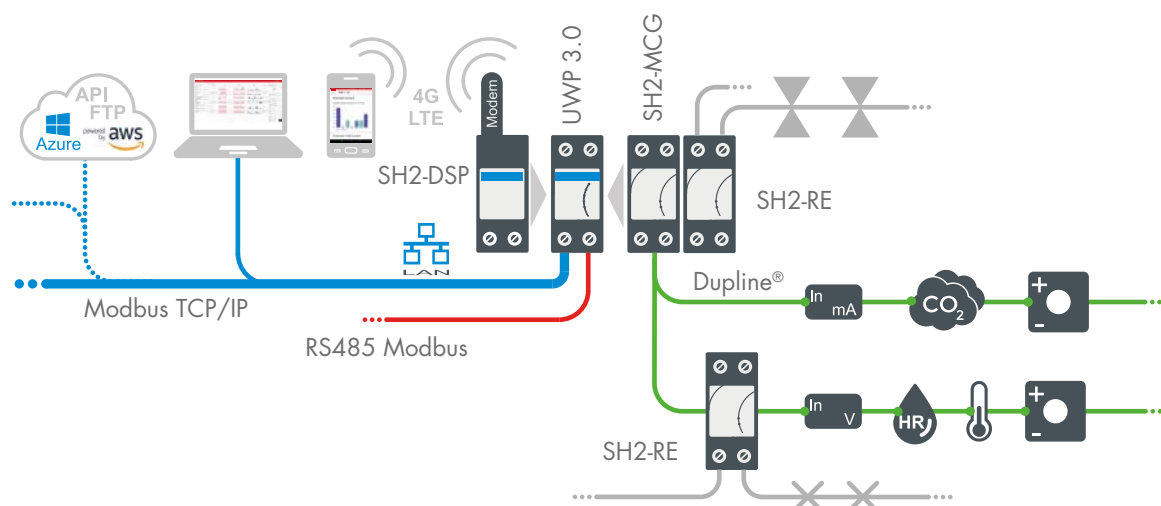 API
FTP
Azure
powered by aws
4G
LTE
Modem
SH2-DSP
UWP 3.0
SH2-MCG
SH2-RE
LAN
Modbus TCP/IP
RS485 Modbus
Dupline®
In
mA
CO2
+
-
SH2-RE
In
V
HR
+
-